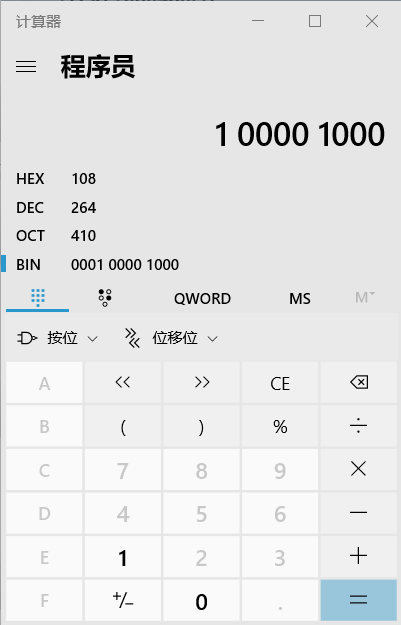 计算器
程序员
1 0000 1000
HEX 108
DEC 264
OCT 410
BIN 0001 0000 1000
QWORD MS M
按位 位移位
A << >> CE
B ( ) % ÷
C 7 8 9 ×
D 4 5 6 −
E 1 2 3 +
F +/− 0 . =